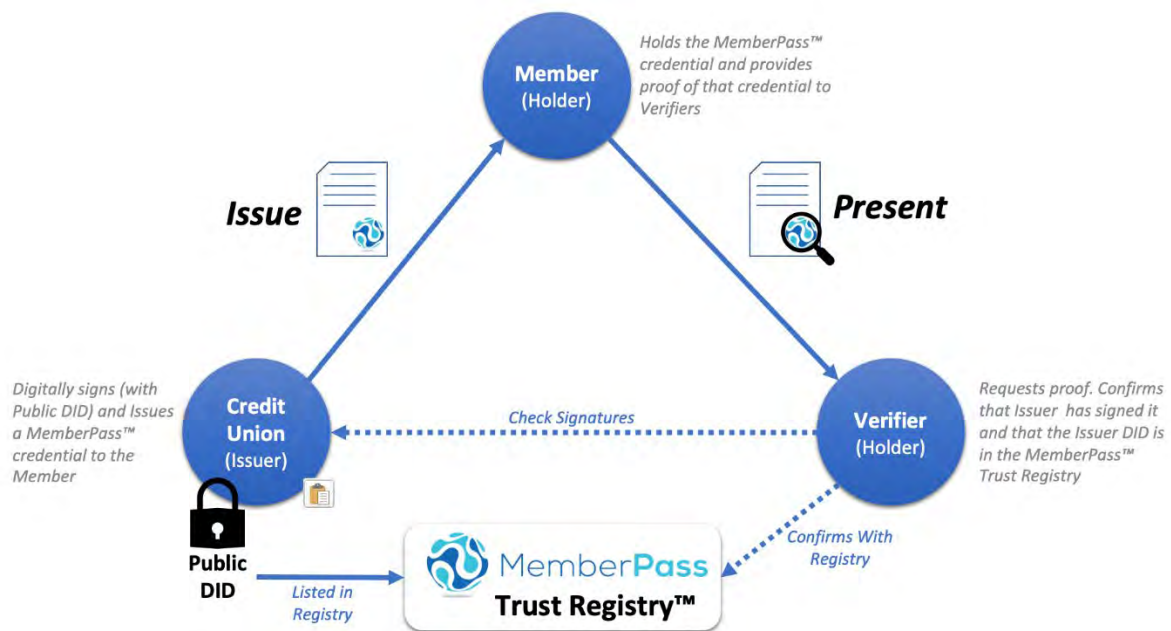 Member
(Holder)
Holds the MemberPass™
credential and provides
proof of that credential to
Verifiers
Issue
Present
Digitally signs (with
Public DID) and Issues
a MemberPass™
credential to the
Member
Credit
Union
(Issuer)
Check Signatures
Verifier
(Holder)
Requests proof. Confirms
that Issuer has signed it
and that the Issuer DID is
in the MemberPass™
Trust Registry
Public
DID
Listed in
Registry
MemberPass
Trust Registry™
Confirms With
Registry